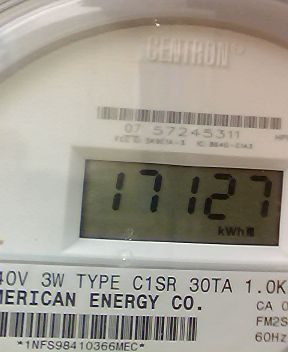 CENTRON®
07 57245311
17127
kWh
40V 3W TYPE C1SR 30TA 1.0K
MERICAN ENERGY CO.
CA 0
FM2S
60Hz
*1NFS98410366MEC*